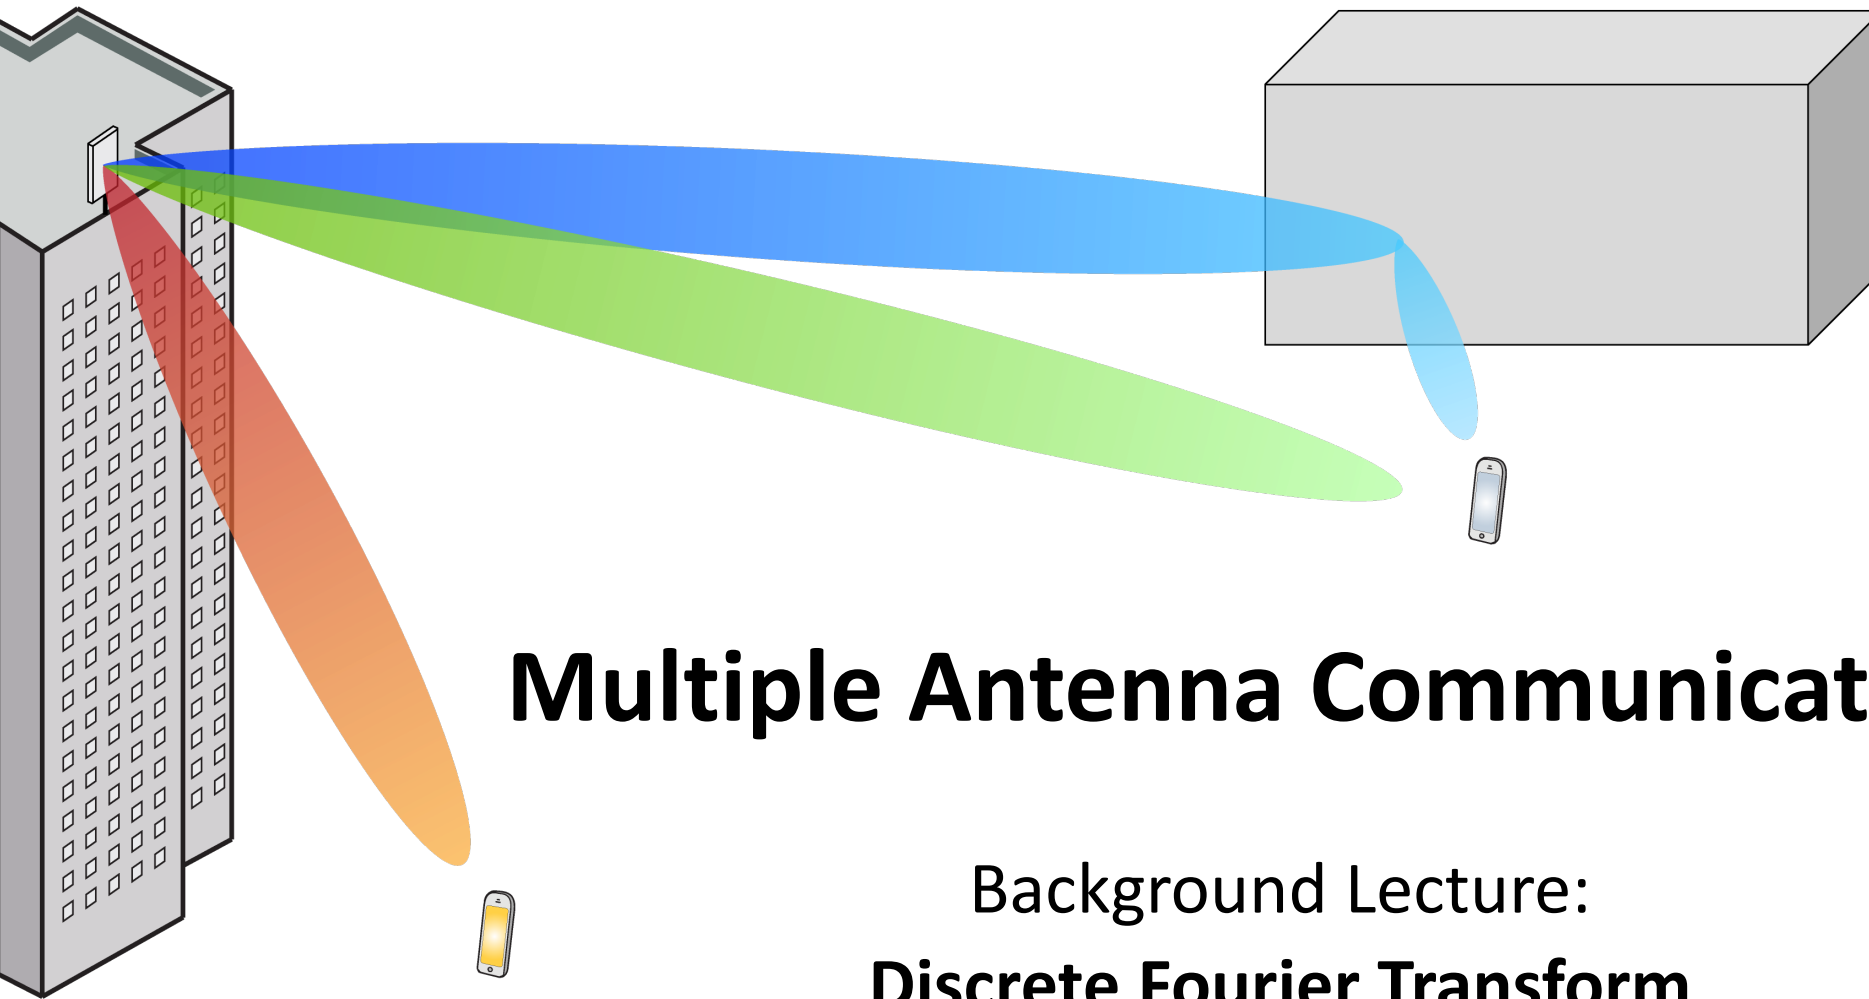 Multiple Antenna Communicat
Background Lecture:
Discrete Fourier Transform